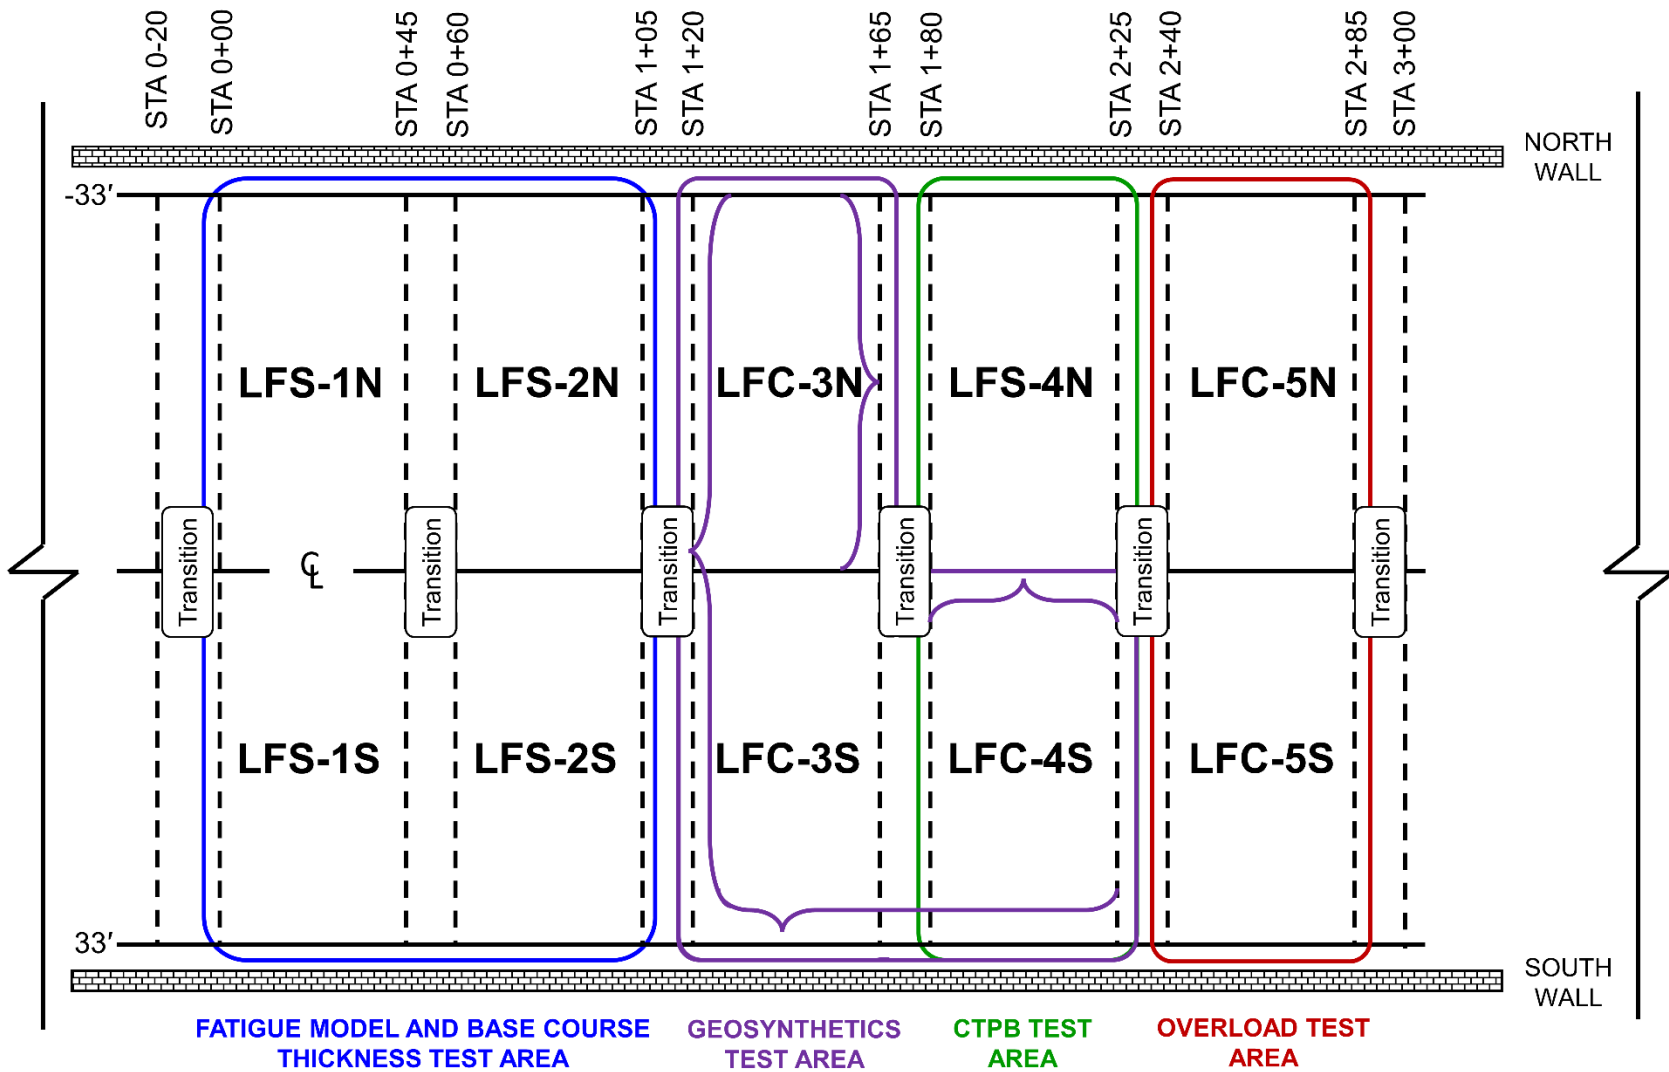 STA 0-20
STA 0+00
STA 0+45
STA 0+60
STA 1+05
STA 1+20
STA 1+65
STA 1+80
STA 2+25
STA 2+40
STA 2+85
STA 3+00
NORTH
WALL
-33′
LFS-1N
LFS-2N
LFC-3N
LFS-4N
LFC-5N
Transition
Transition
Transition
Transition
Transition
Transition
℄
LFS-1S
LFS-2S
LFC-3S
LFC-4S
LFC-5S
33′
SOUTH
WALL
FATIGUE MODEL AND BASE COURSE
THICKNESS TEST AREA
GEOSYNTHETICS
TEST AREA
CTPB TEST
AREA
OVERLOAD TEST
AREA